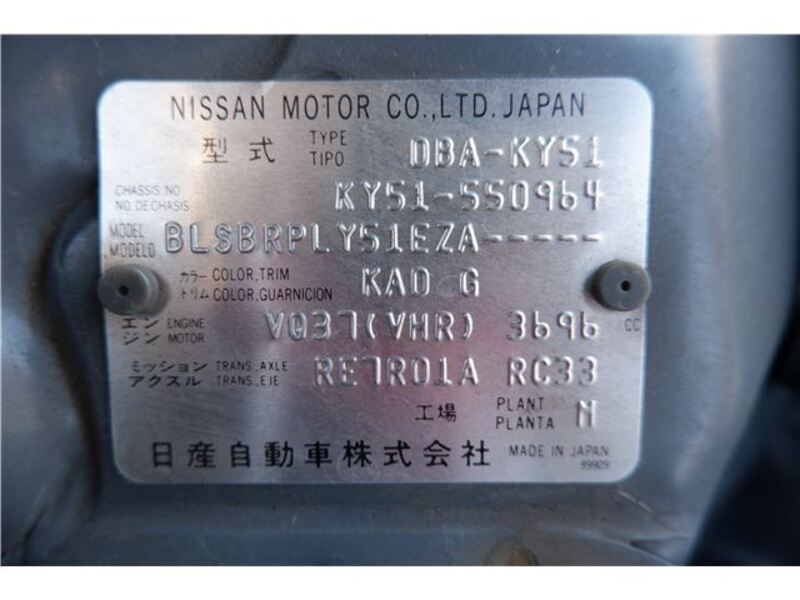 NISSAN MOTOR CO.,LTD. JAPAN
型式 TYPE TIPO DBA-KY51
CHASSIS NO NO. DE CHASIS KY51-550964
MODEL MODELO BLSBRPLY51EZA-----
カラー COLOR,TRIM トリム COLOR,GUARNICION KAD G
エンジン ENGINE MOTOR VQ37(VHR) 3696 CC
ミッション TRANS.,AXLE アクスル TRANS.,EJE RE7R01A RC33
工場 PLANT PLANTA M
日産自動車株式会社 MADE IN JAPAN
89909